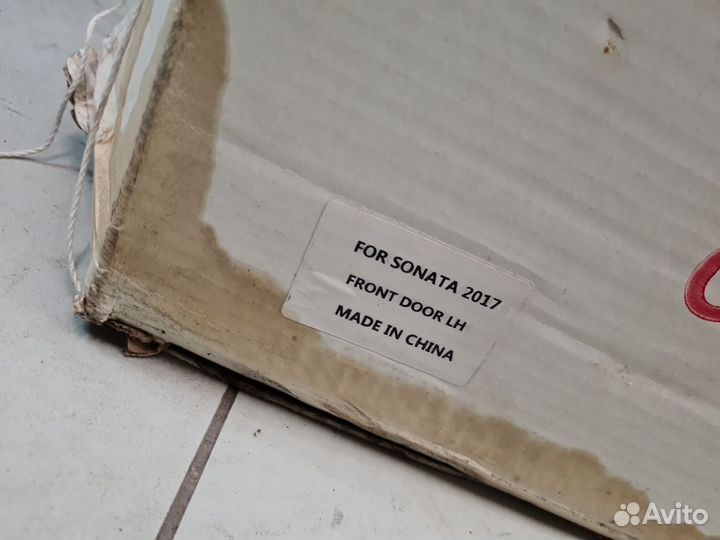 FOR SONATA 2017
FRONT DOOR LH
MADE IN CHINA
Avito